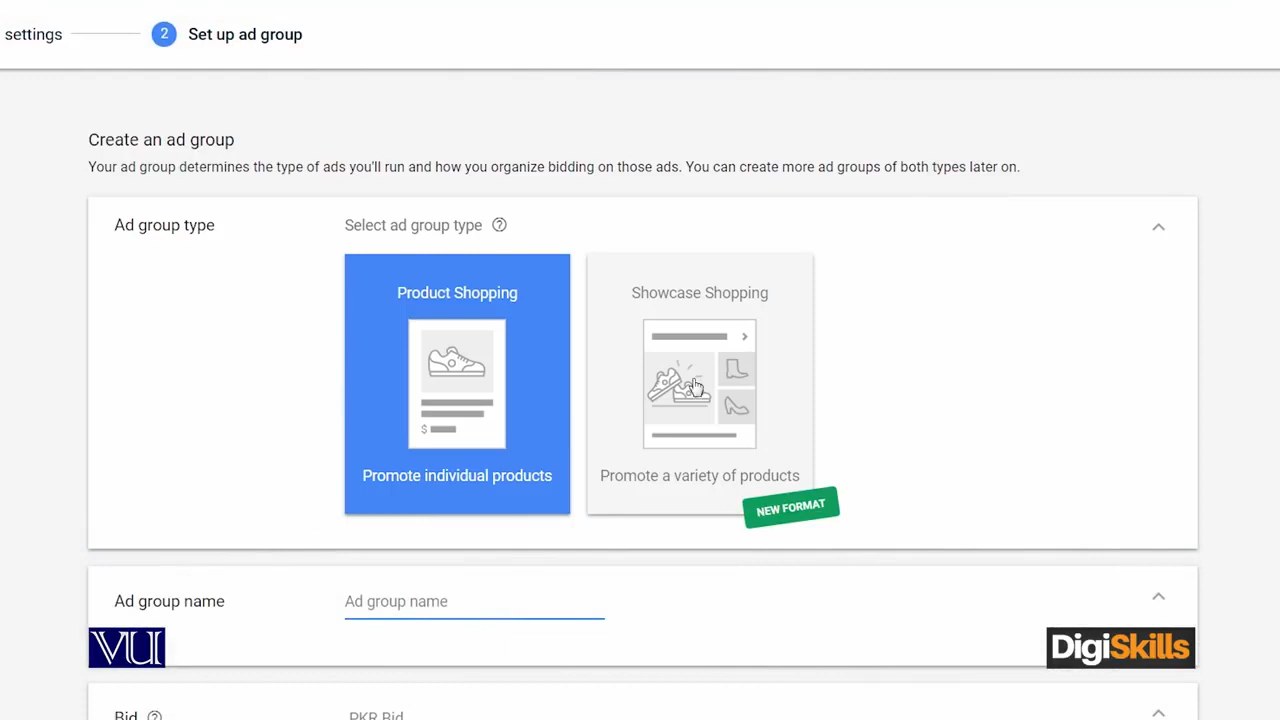 settings
2
Set up ad group
Create an ad group
Your ad group determines the type of ads you'll run and how you organize bidding on those ads. You can create more ad groups of both types later on.
Ad group type
Select ad group type ?
Product Shopping
$
Promote individual products
Showcase Shopping
Promote a variety of products
NEW FORMAT
Ad group name
Ad group name
VU
DigiSkills
Bid ?
PKR Bid